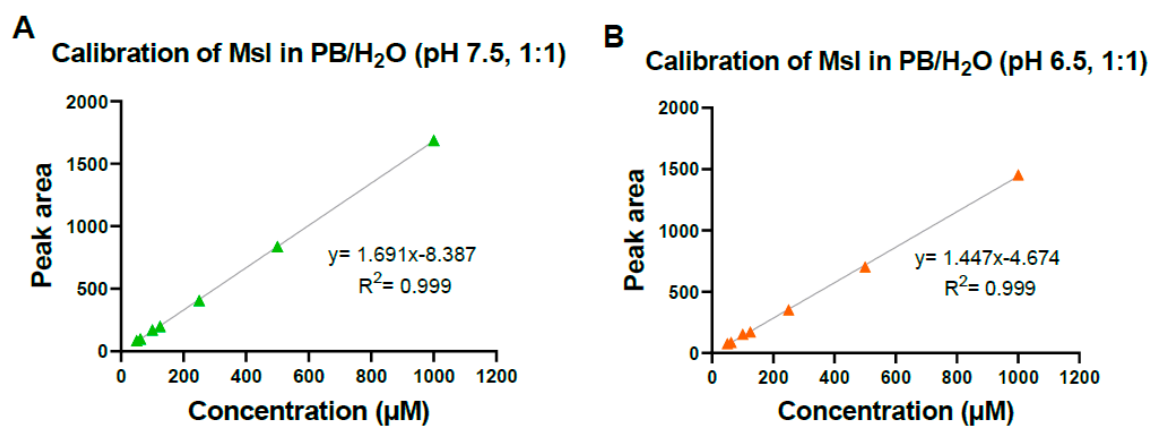 A
Calibration of Msl in PB/H₂O (pH 7.5, 1:1)
2000
1500
1000
500
0
Peak area
y= 1.691x-8.387
R²= 0.999
0 200 400 600 800 1000 1200
Concentration (µM)
B
Calibration of Msl in PB/H₂O (pH 6.5, 1:1)
2000
1500
1000
500
0
Peak area
y= 1.447x-4.674
R²= 0.999
0 200 400 600 800 1000 1200
Concentration (µM)